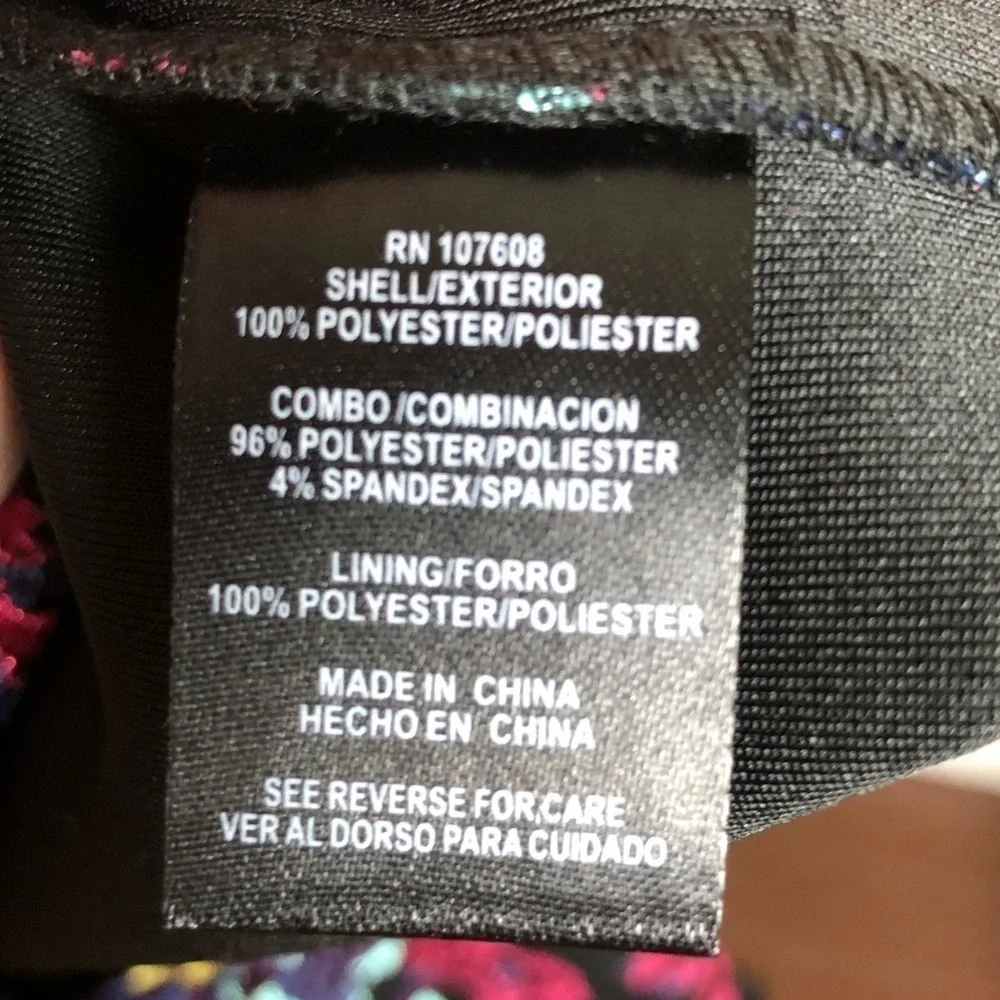 RN 107608
SHELL/EXTERIOR
100% POLYESTER/POLIESTER
COMBO/COMBINACION
96% POLYESTER/POLIESTER
4% SPANDEX/SPANDEX
LINING/FORRO
100% POLYESTER/POLIESTER
MADE IN CHINA
HECHO EN CHINA
SEE REVERSE FOR CARE
VER AL DORSO PARA CUIDADO